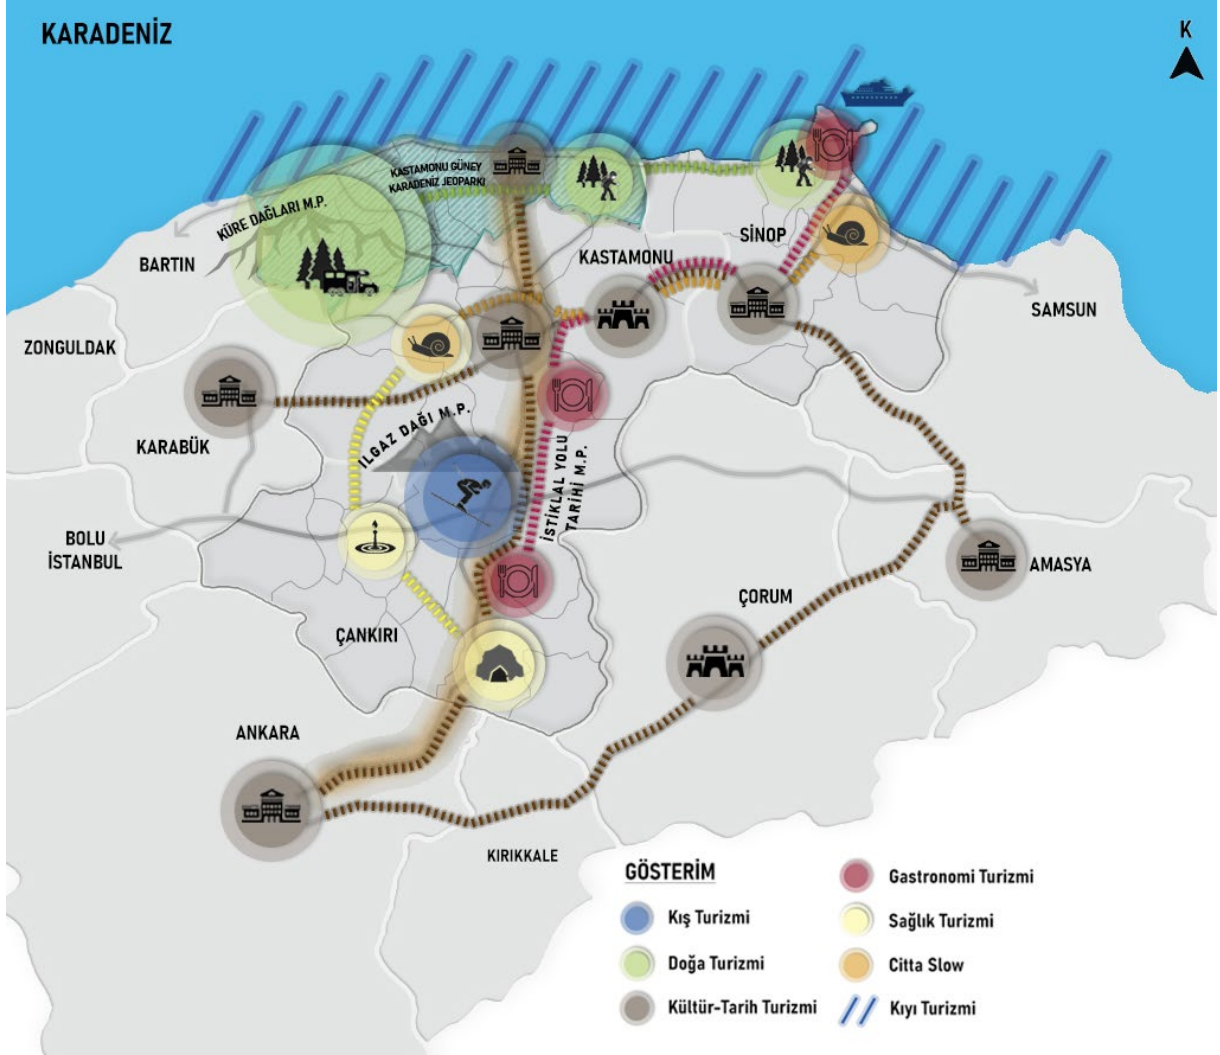 KARADENİZ
K
KASTAMONU GÜNEY
KARADENİZ JEOPARKI
KÜRE DAĞLARI M.P.
BARTIN
KASTAMONU
SİNOP
SAMSUN
ZONGULDAK
KARABÜK
ILGAZ DAĞI M.P.
İSTİKLAL YOLU
TARİHİ M.P.
BOLU
İSTANBUL
AMASYA
ÇORUM
ÇANKIRI
ANKARA
KIRIKKALE
GÖSTERİM
Kış Turizmi
Doğa Turizmi
Kültür-Tarih Turizmi
Gastronomi Turizmi
Sağlık Turizmi
Citta Slow
Kıyı Turizmi